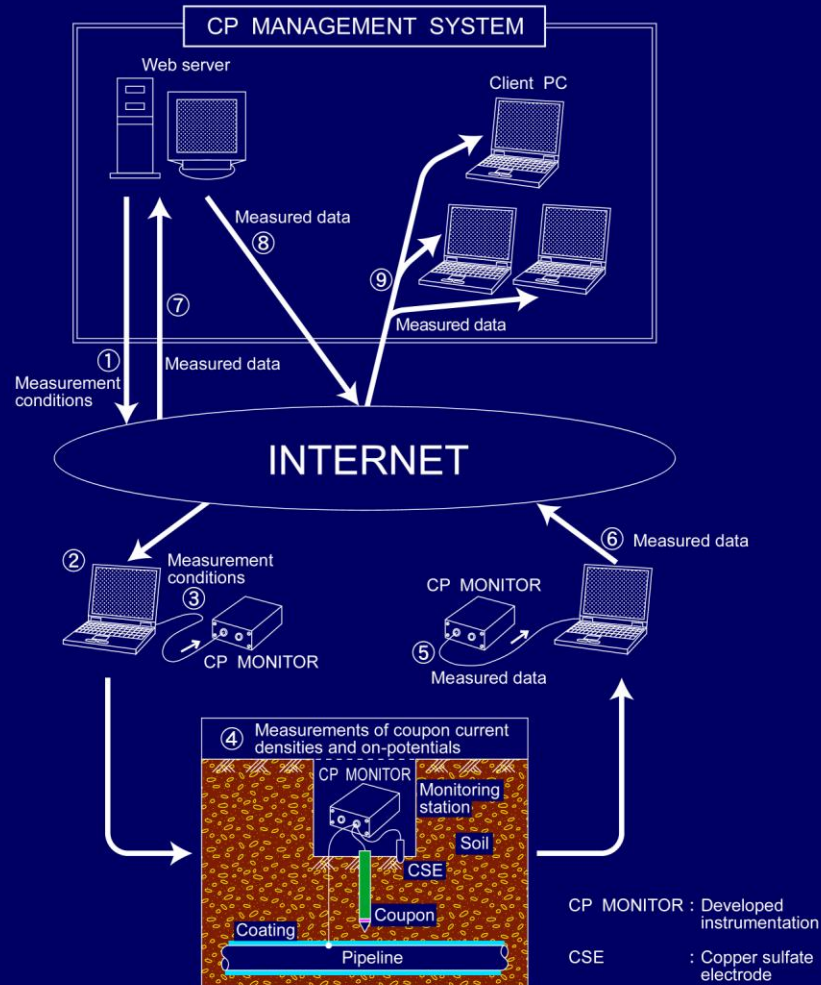 CP MANAGEMENT SYSTEM
Web server
Client PC
Measured data
⑧
⑨
⑦
Measured data
①
Measured data
Measurement
conditions
INTERNET
②
Measurement
conditions
③
CP MONITOR
⑥ Measured data
CP MONITOR
⑤
Measured data
④ Measurements of coupon current
densities and on-potentials
CP MONITOR
Monitoring
station
Soil
CSE
Coupon
Coating
Pipeline
CP MONITOR : Developed
instrumentation
CSE : Copper sulfate
electrode